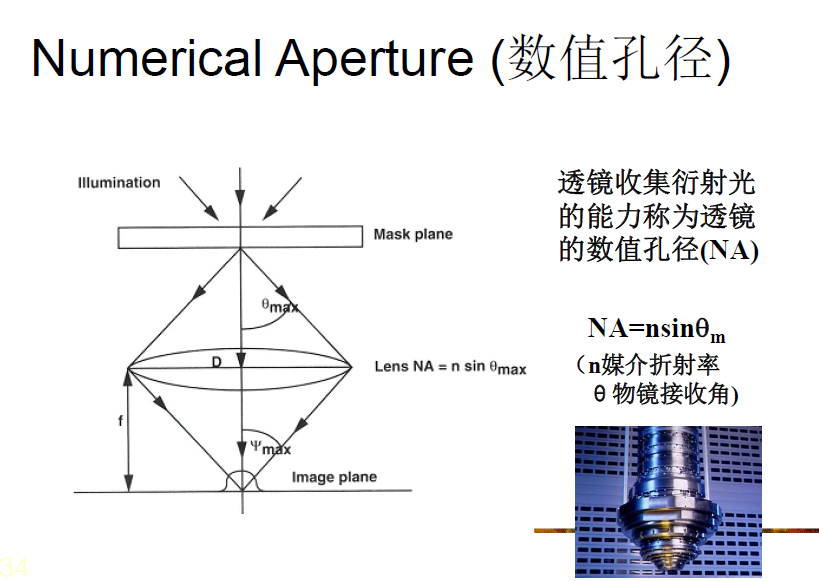 Numerical Aperture (数值孔径)
Illumination
Mask plane
θmax
D
Lens NA = n sin θmax
f
Ψmax
Image plane
透镜收集衍射光
的能力称为透镜
的数值孔径(NA)
NA=nsinθm
(n媒介折射率
θ 物镜接收角)
34